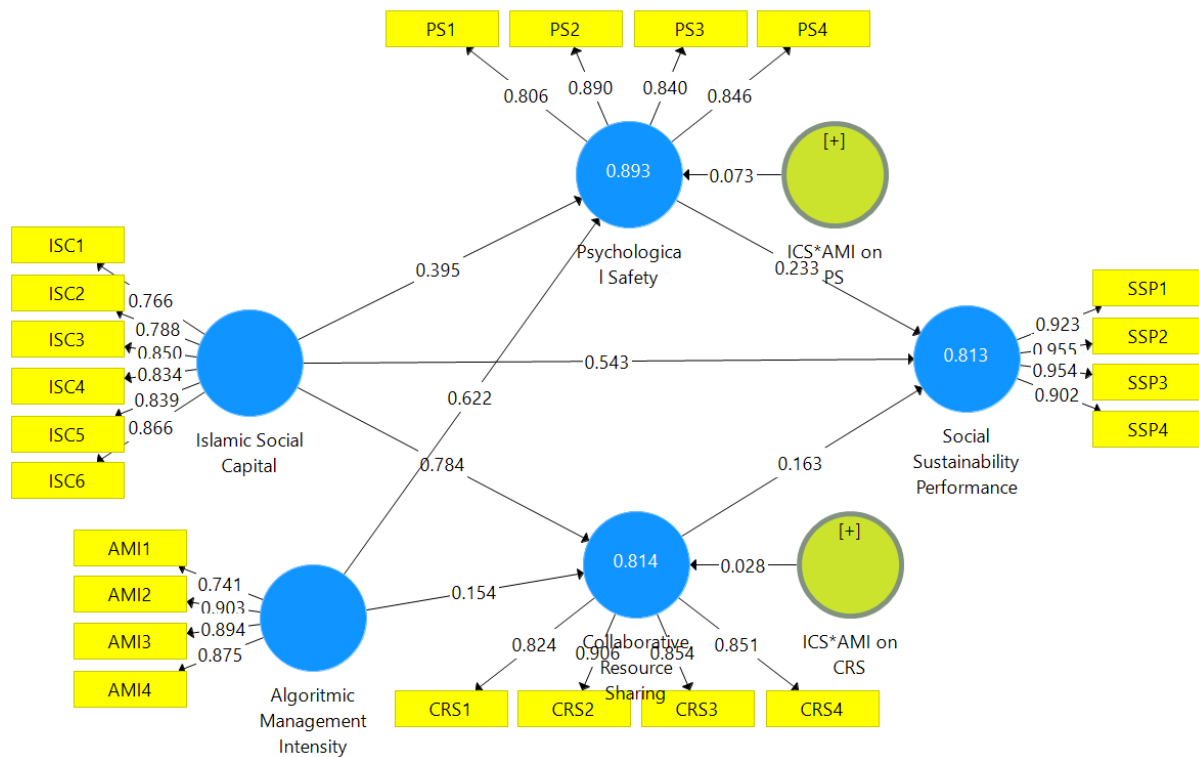 PS1
PS2
PS3
PS4
0.806
0.890
0.840
0.846
0.893
[+]
0.073
Psychologica
l Safety
ICS*AMI on
PS
0.233
ISC1
ISC2
ISC3
ISC4
ISC5
ISC6
0.766
0.788
0.850
0.834
0.839
0.866
Islamic Social
Capital
0.395
0.543
0.622
0.784
0.813
Social
Sustainability
Performance
0.923
0.955
0.954
0.902
SSP1
SSP2
SSP3
SSP4
0.163
AMI1
AMI2
AMI3
AMI4
0.741
0.903
0.894
0.875
Algoritmic
Management
Intensity
0.154
0.814
[+]
0.028
Collaborative
Resource
Sharing
ICS*AMI on
CRS
0.824
0.906
0.854
0.851
CRS1
CRS2
CRS3
CRS4